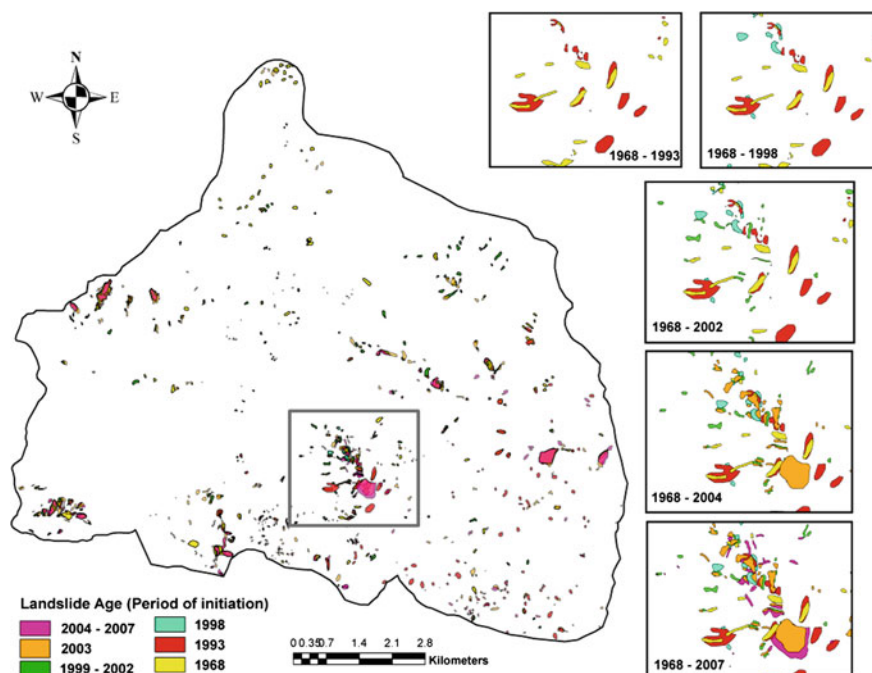 N
W E
S
1968 - 1993
1968 - 1998
1968 - 2002
1968 - 2004
1968 - 2007
Landslide Age (Period of initiation)
2004 - 2007
2003
1999 - 2002
1998
1993
1968
0 0.35 0.7 1.4 2.1 2.8
Kilometers